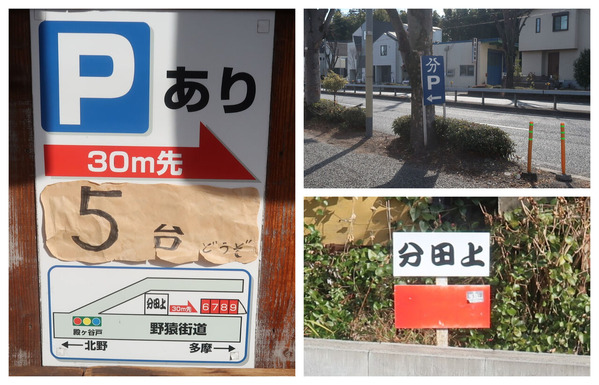 P あり
30m先
5台 どうぞ
分田上 30m先 6789
殿ヶ谷戸 野猿街道
←北野 多摩→
分
P
←
分田上